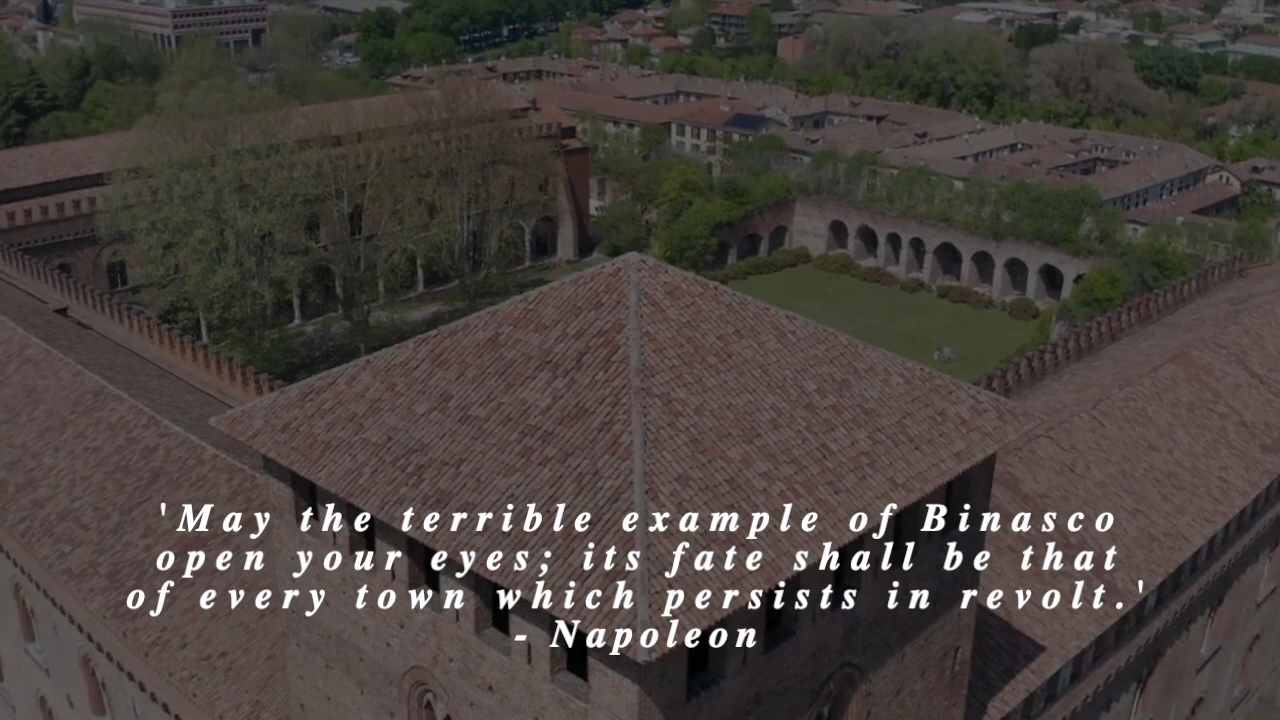 'May the terrible example of Binasco
open your eyes; its fate shall be that
of every town which persists in revolt.'
- Napoleon